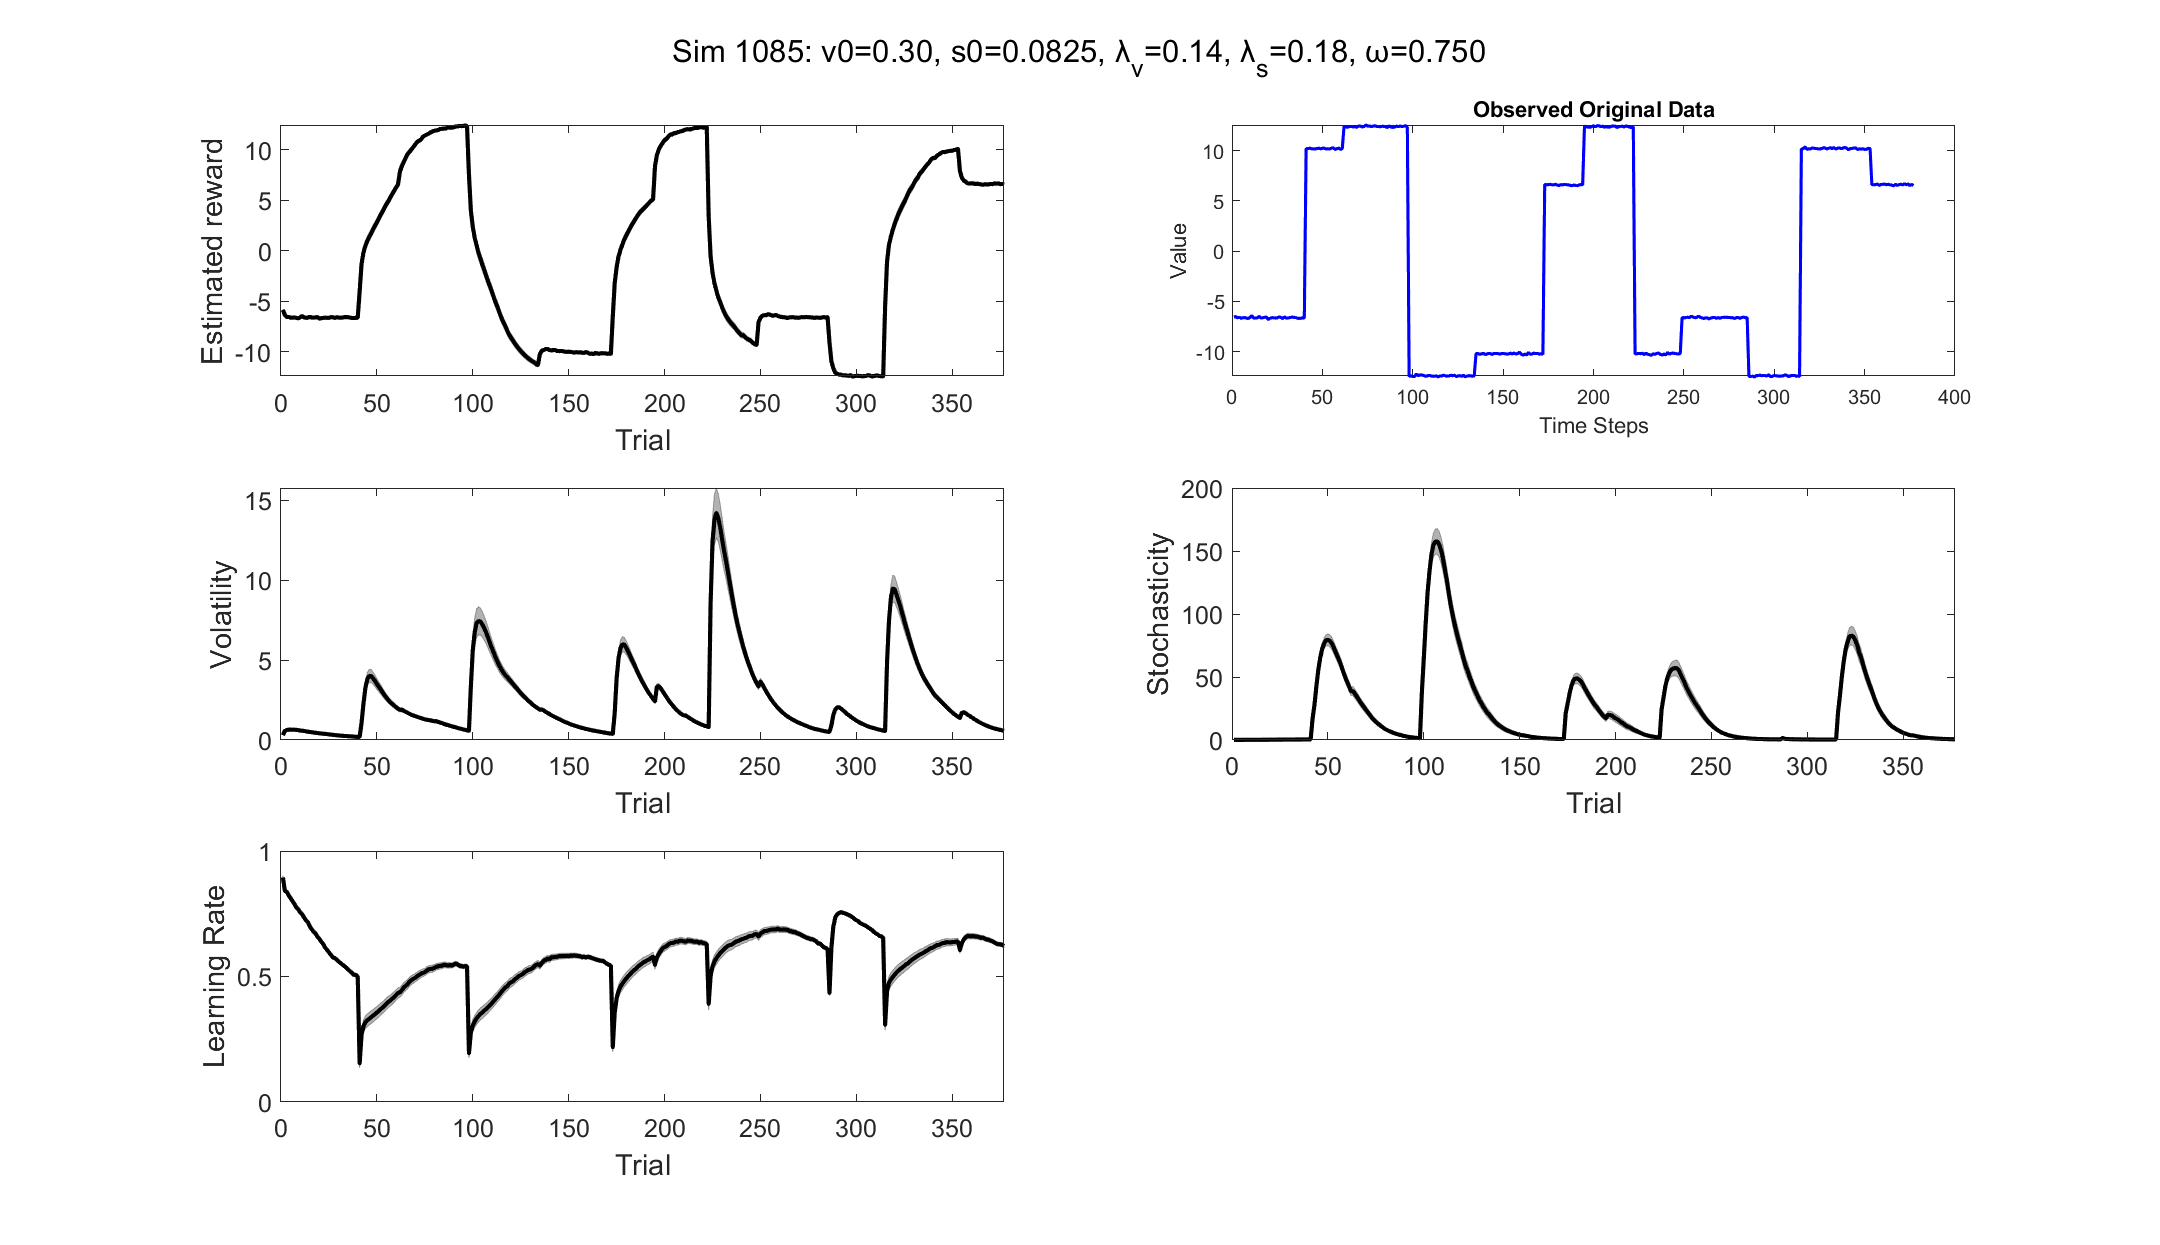 Sim 1085: v0=0.30, s0=0.0825, λ_v=0.14, λ_s=0.18, ω=0.750
Estimated reward
10
5
0
-5
-10
0 50 100 150 200 250 300 350
Trial
Observed Original Data
Value
10
5
0
-5
-10
0 50 100 150 200 250 300 350 400
Time Steps
Volatility
15
10
5
0
0 50 100 150 200 250 300 350
Trial
Stochasticity
200
150
100
50
0
0 50 100 150 200 250 300 350
Trial
Learning Rate
1
0.5
0
0 50 100 150 200 250 300 350
Trial